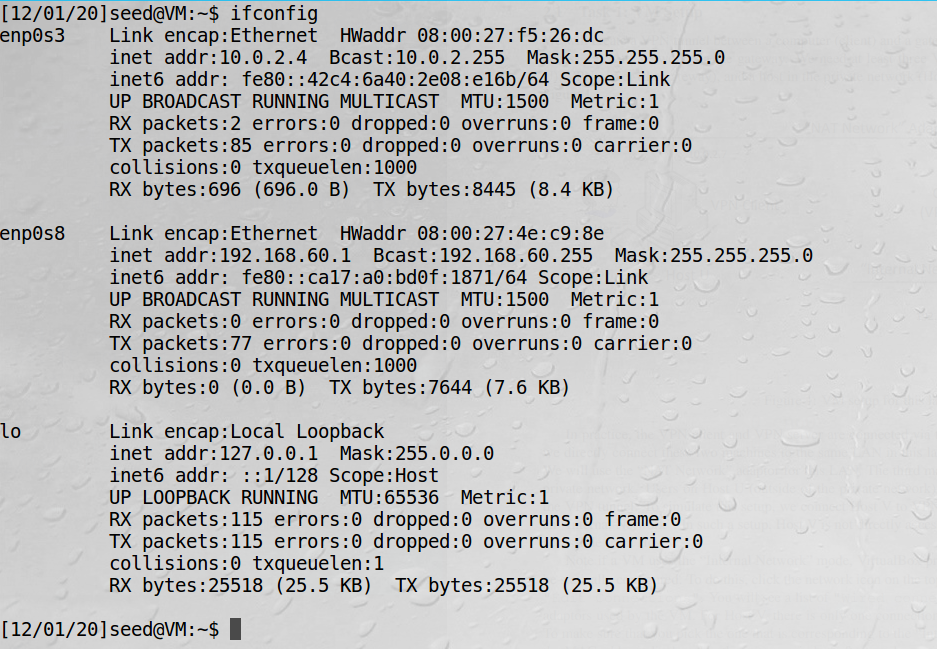 [12/01/20]seed@VM:~$ ifconfig
enp0s3    Link encap:Ethernet  HWaddr 08:00:27:f5:26:dc
          inet addr:10.0.2.4  Bcast:10.0.2.255  Mask:255.255.255.0
          inet6 addr: fe80::42c4:6a40:2e08:e16b/64 Scope:Link
          UP BROADCAST RUNNING MULTICAST  MTU:1500  Metric:1
          RX packets:2 errors:0 dropped:0 overruns:0 frame:0
          TX packets:85 errors:0 dropped:0 overruns:0 carrier:0
          collisions:0 txqueuelen:1000
          RX bytes:696 (696.0 B)  TX bytes:8445 (8.4 KB)

enp0s8    Link encap:Ethernet  HWaddr 08:00:27:4e:c9:8e
          inet addr:192.168.60.1  Bcast:192.168.60.255  Mask:255.255.255.0
          inet6 addr: fe80::ca17:a0:bd0f:1871/64 Scope:Link
          UP BROADCAST RUNNING MULTICAST  MTU:1500  Metric:1
          RX packets:0 errors:0 dropped:0 overruns:0 frame:0
          TX packets:77 errors:0 dropped:0 overruns:0 carrier:0
          collisions:0 txqueuelen:1000
          RX bytes:0 (0.0 B)  TX bytes:7644 (7.6 KB)

lo        Link encap:Local Loopback
          inet addr:127.0.0.1  Mask:255.0.0.0
          inet6 addr: ::1/128 Scope:Host
          UP LOOPBACK RUNNING  MTU:65536  Metric:1
          RX packets:115 errors:0 dropped:0 overruns:0 frame:0
          TX packets:115 errors:0 dropped:0 overruns:0 carrier:0
          collisions:0 txqueuelen:1
          RX bytes:25518 (25.5 KB)  TX bytes:25518 (25.5 KB)

[12/01/20]seed@VM:~$